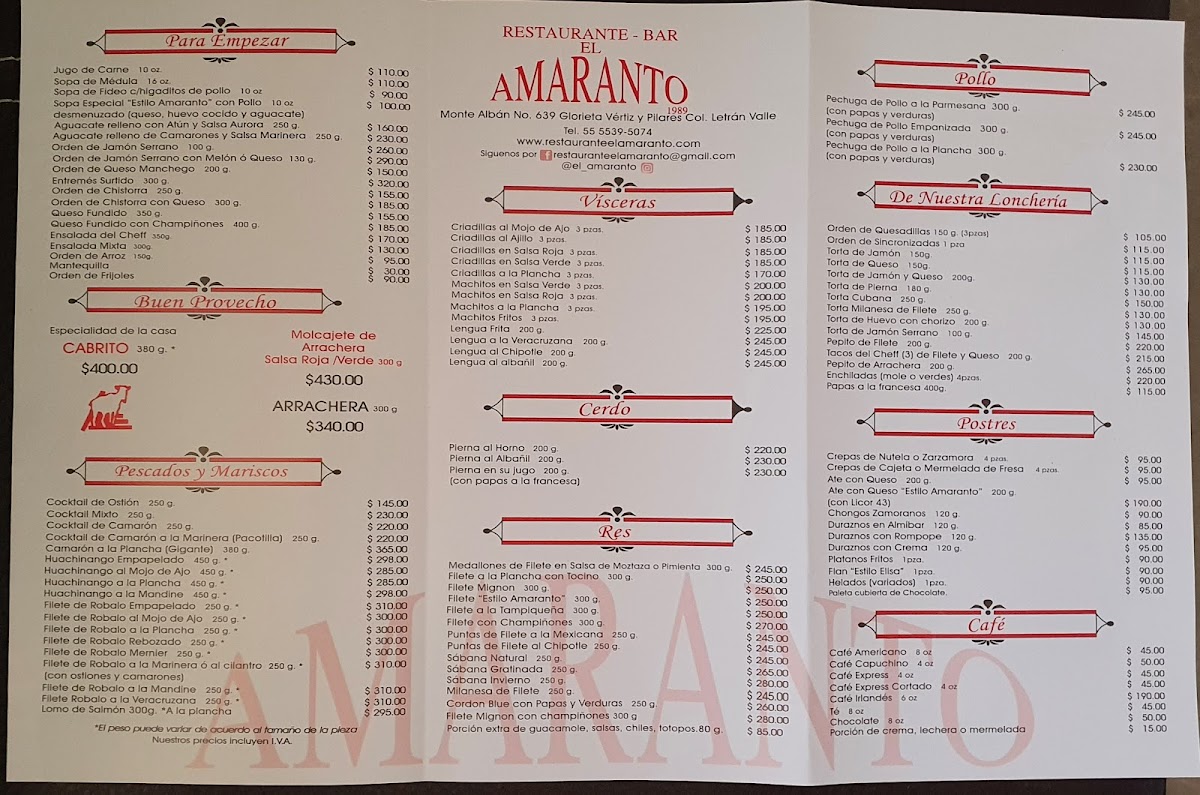 Para Empezar
Jugo de Carne 10 oz. $ 110.00
Sopa de Médula 16 oz. $ 110.00
Sopa de Fideo c/higaditos de pollo 10 oz $ 90.00
Sopa Especial "Estilo Amaranto" con Pollo 10 oz $ 100.00
desmenuzado (queso, huevo cocido y aguacate)
Aguacate relleno con Atún y Salsa Aurora 250 g. $ 160.00
Aguacate relleno de Camarones y Salsa Marinera 250 g. $ 230.00
Orden de Jamón Serrano 100 g. $ 260.00
Orden de Jamón Serrano con Melón ó Queso 130 g. $ 290.00
Orden de Queso Manchego 200 g. $ 150.00
Entremés Surtido 300 g. $ 320.00
Orden de Chistorra 250 g. $ 155.00
Orden de Chistorra con Queso 300 g. $ 185.00
Queso Fundido 350 g. $ 155.00
Queso Fundido con Champiñones 400 g. $ 185.00
Ensalada del Cheff 350g. $ 170.00
Ensalada Mixta 300g. $ 130.00
Orden de Arroz 150g. $ 95.00
Mantequilla $ 30.00
Orden de Frijoles $ 90.00
Buen Provecho
Especialidad de la casa
CABRITO 380 g. *
$400.00
Molcajete de
Arrachera
Salsa Roja /Verde 300 g
$430.00
ARRACHERA 300 g
$340.00
Pescados y Mariscos
Cocktail de Ostión 250 g. $ 145.00
Cocktail Mixto 250 g. $ 230.00
Cocktail de Camarón 250 g. $ 220.00
Cocktail de Camarón a la Marinera (Pacotilla) 250 g. $ 220.00
Camarón a la Plancha (Gigante) 380 g. $ 365.00
Huachinango Empapelado 450 g. * $ 298.00
Huachinango al Mojo de Ajo 450 g. * $ 285.00
Huachinango a la Plancha 450 g. * $ 285.00
Huachinango a la Mandine 450 g. * $ 298.00
Filete de Robalo Empapelado 250 g. * $ 310.00
Filete de Robalo al Mojo de Ajo 250 g. * $ 300.00
Filete de Robalo a la Plancha 250 g. * $ 300.00
Filete de Robalo Rebozado 250 g. * $ 300.00
Filete de Robalo Mernier 250 g. * $ 300.00
Filete de Robalo a la Marinera ó al cilantro 250 g. * $ 310.00
(con ostiones y camarones)
Filete de Robalo a la Mandine 250 g. * $ 310.00
Filete de Robalo a la Veracruzana 250 g. * $ 310.00
Lomo de Salmón 300g. *A la plancha $ 295.00
*El peso puede variar de acuerdo al tamaño de la pieza
Nuestros precios incluyen I.V.A.
RESTAURANTE - BAR
EL
AMARANTO
1989
Monte Albán No. 639 Glorieta Vértiz y Pilares Col. Letrán Valle
Tel. 55 5539-5074
www.restauranteelamaranto.com
Siguenos por f restauranteelamaranto@gmail.com
@el_amaranto
Vísceras
Criadillas al Mojo de Ajo 3 pzas. $ 185.00
Criadillas al Ajillo 3 pzas. $ 185.00
Criadillas en Salsa Roja 3 pzas. $ 185.00
Criadillas en Salsa Verde 3 pzas. $ 185.00
Criadillas a la Plancha 3 pzas. $ 170.00
Machitos en Salsa Verde 3 pzas. $ 200.00
Machitos en Salsa Roja 3 pzas. $ 200.00
Machitos a la Plancha 3 pzas. $ 195.00
Machitos Fritos 3 pzas. $ 195.00
Lengua Frita 200 g. $ 225.00
Lengua a la Veracruzana 200 g. $ 245.00
Lengua al Chipotle 200 g. $ 245.00
Lengua al albañil 200 g. $ 245.00
Cerdo
Pierna al Horno 200 g. $ 220.00
Pierna al Albañil 200 g. $ 230.00
Pierna en su jugo 200 g. $ 230.00
(con papas a la francesa)
Res
Medallones de Filete en Salsa de Moztaza o Pimienta 300 g. $ 245.00
Filete a la Plancha con Tocino 300 g. $ 250.00
Filete Mignon 300 g. $ 250.00
Filete "Estilo Amaranto" 300 g. $ 250.00
Filete a la Tampiqueña 300 g. $ 250.00
Filete con Champiñones 300 g. $ 270.00
Puntas de Filete a la Mexicana 250 g. $ 245.00
Puntas de Filete al Chipotle 250 g. $ 245.00
Sábana Natural 250 g. $ 245.00
Sábana Gratinada 250 g. $ 265.00
Sábana Invierno 250 g. $ 280.00
Milanesa de Filete 250 g. $ 245.00
Cordon Blue con Papas y Verduras 250 g. $ 260.00
Filete Mignon con champiñones 300 g $ 280.00
Porción extra de guacamole, salsas, chiles, totopos.80 g. $ 85.00
Pollo
Pechuga de Pollo a la Parmesana 300 g. $ 245.00
(con papas y verduras)
Pechuga de Pollo Empanizada 300 g. $ 245.00
(con papas y verduras)
Pechuga de Pollo a la Plancha 300 g. $ 230.00
(con papas y verduras)
De Nuestra Lonchería
Orden de Quesadillas 150 g. (3pzas) $ 105.00
Orden de Sincronizadas 1 pza $ 115.00
Torta de Jamón 150g. $ 115.00
Torta de Queso 150g. $ 115.00
Torta de Jamón y Queso 200g. $ 130.00
Torta de Pierna 180 g. $ 130.00
Torta Cubana 250 g. $ 150.00
Torta Milanesa de Filete 250 g. $ 130.00
Torta de Huevo con chorizo 200 g. $ 130.00
Torta de Jamón Serrano 100 g. $ 145.00
Pepito de Filete 200 g. $ 220.00
Tacos del Cheff (3) de Filete y Queso 200 g. $ 215.00
Pepito de Arrachera 200 g. $ 265.00
Enchiladas (mole o verdes) 4pzas. $ 220.00
Papas a la francesa 400g. $ 115.00
Postres
Crepas de Nutela o Zarzamora 4 pzas. $ 95.00
Crepas de Cajeta o Mermelada de Fresa 4 pzas. $ 95.00
Ate con Queso 200 g. $ 95.00
Ate con Queso "Estilo Amaranto" 200 g.
(con Licor 43) $ 190.00
Chongos Zamoranos 120 g. $ 90.00
Duraznos en Almibar 120 g. $ 85.00
Duraznos con Rompope 120 g. $ 135.00
Duraznos con Crema 120 g. $ 95.00
Platanos Fritos 1pza. $ 90.00
Flan "Estilo Elisa" 1pza. $ 90.00
Helados (variados) 1pza. $ 90.00
Paleta cubierta de Chocolate. $ 95.00
Café
Café Americano 8 oz $ 45.00
Café Capuchino 4 oz $ 50.00
Café Express 4 oz $ 45.00
Café Express Cortado 4 oz $ 45.00
Café Irlandés 6 oz $ 190.00
Té 8 oz $ 45.00
Chocolate 8 oz $ 50.00
Porción de crema, lechera o mermelada $ 15.00
AMARANTO